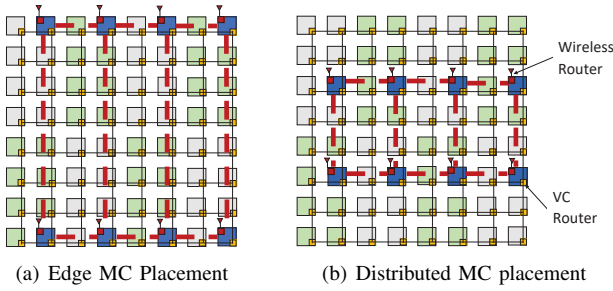 Wireless
Router
VC
Router
(a) Edge MC Placement
(b) Distributed MC placement